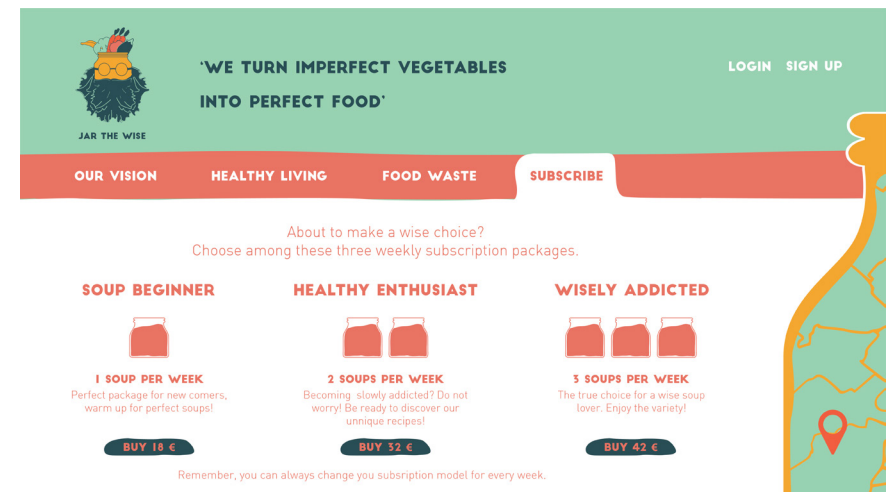 JAR THE WISE
'WE TURN IMPERFECT VEGETABLES
INTO PERFECT FOOD'
LOGIN SIGN UP
OUR VISION HEALTHY LIVING FOOD WASTE SUBSCRIBE
About to make a wise choice?
Choose among these three weekly subscription packages.
SOUP BEGINNER
1 SOUP PER WEEK
Perfect package for new comers,
warm up for perfect soups!
BUY 18 €
HEALTHY ENTHUSIAST
2 SOUPS PER WEEK
Becoming slowly addicted? Do not
worry! Be ready to discover our
unnique recipes!
BUY 32 €
WISELY ADDICTED
3 SOUPS PER WEEK
The true choice for a wise soup
lover. Enjoy the variety!
BUY 42 €
Remember, you can always change you subsription model for every week.